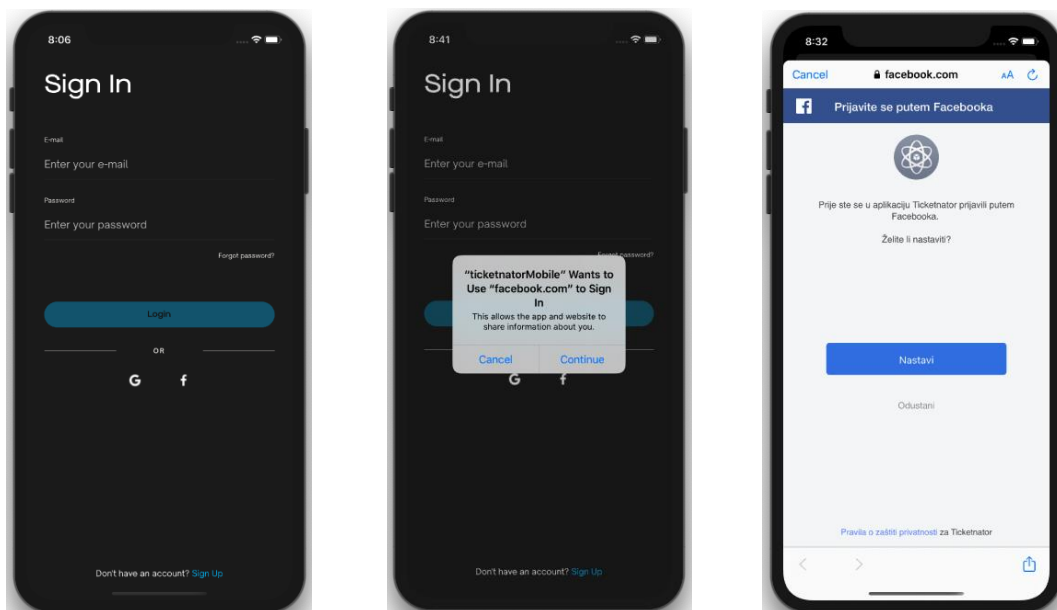 8:06
Sign In
E-mail
Enter your e-mail
Password
Enter your password
Forgot password?
Login
OR
G f
Don't have an account? Sign Up
8:41
Sign In
E-mail
Enter your e-mail
Password
Enter your password
Forgot password?
"ticketnatorMobile" Wants to
Use "facebook.com" to Sign
In
This allows the app and website to
share information about you.
Cancel Continue
G f
Don't have an account? Sign Up
8:32
Cancel facebook.com AA
f Prijavite se putem Facebooka
Prije ste se u aplikaciju Ticketnator prijavili putem
Facebooka.
Želite li nastaviti?
Nastavi
Odustani
Pravila o zaštiti privatnosti za Ticketnator